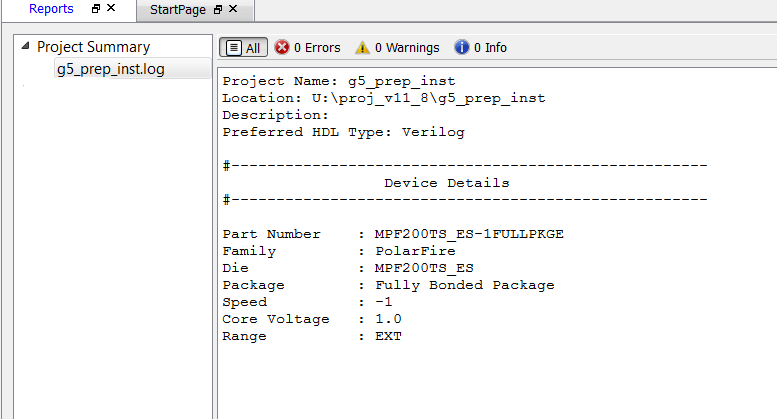 Reports
StartPage
Project Summary
g5_prep_inst.log
All
0 Errors
0 Warnings
0 Info
Project Name: g5_prep_inst
Location: U:\proj_v11_8\g5_prep_inst
Description:
Preferred HDL Type: Verilog
#-----------------------------------------------------
Device Details
#-----------------------------------------------------
Part Number : MPF200TS_ES-1FULLPKGE
Family : PolarFire
Die : MPF200TS_ES
Package : Fully Bonded Package
Speed : -1
Core Voltage : 1.0
Range : EXT